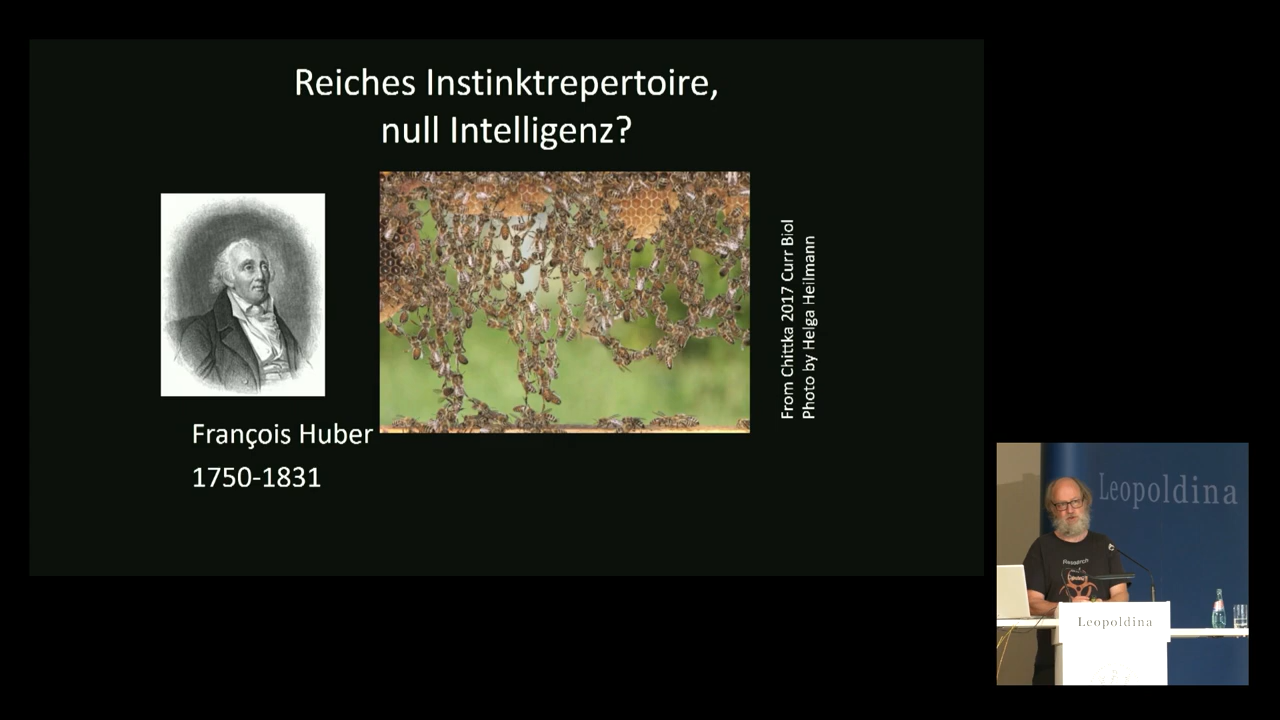 Reiches Instinktrepertoire,
null Intelligenz?
François Huber
1750-1831
From Chittka 2017 Curr Biol
Photo by Helga Heilmann
Leopoldina
Research
Leopoldina